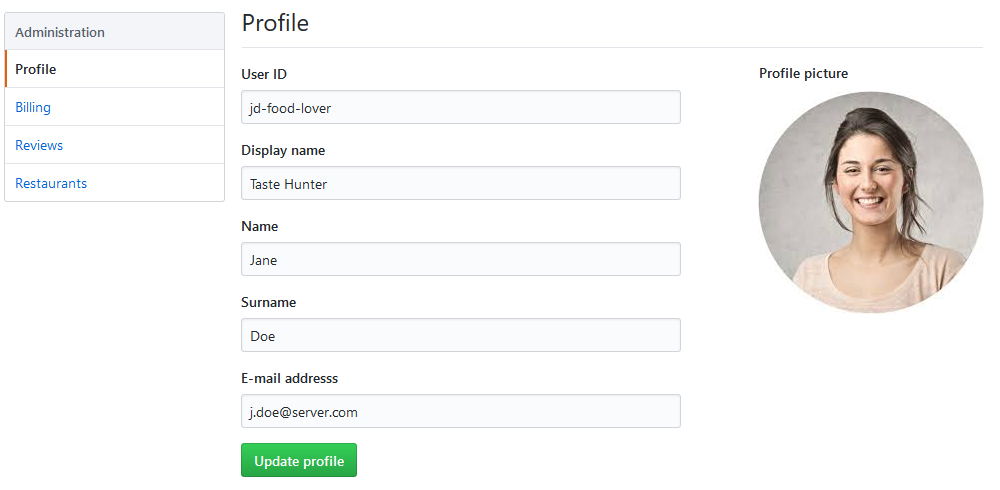 Administration
Profile
Billing
Reviews
Restaurants
Profile
User ID
jd-food-lover
Display name
Taste Hunter
Name
Jane
Surname
Doe
E-mail addresss
j.doe@server.com
Update profile
Profile picture